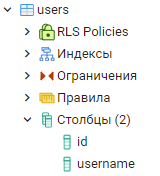 users
RLS Policies
Индексы
Ограничения
Правила
Столбцы (2)
id
username